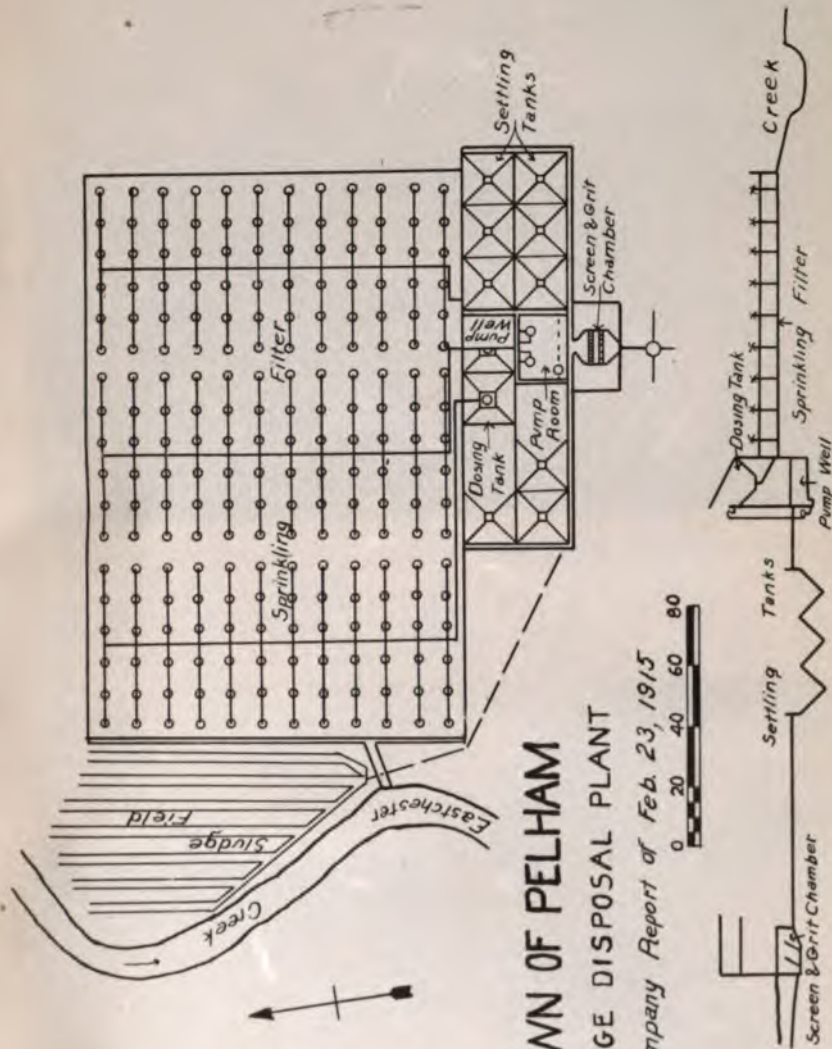 Settling
Tanks
Screen & Grit
Chamber
Pump
Well
Filter
Dosing
Tank
Pump
Room
Sprinkling
Sludge
Field
Eastchester
Creek
WN OF PELHAM
GE DISPOSAL PLANT
mpany Report of Feb. 23, 1915
0 20 40 60 80
Screen & Grit Chamber
Settling Tanks
Pump Well
Dosing Tank
Sprinkling Filter
Creek